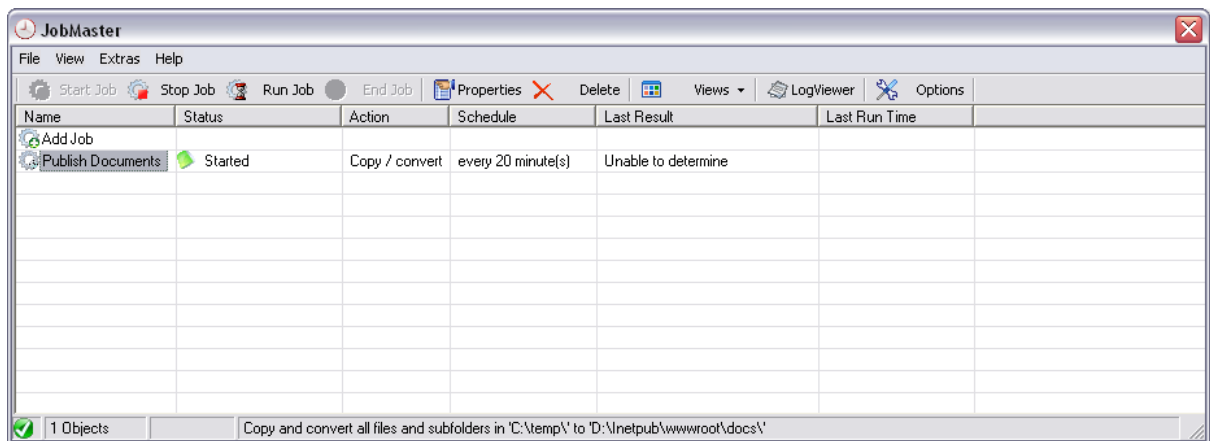 JobMaster
File View Extras Help
Start Job Stop Job Run Job End Job Properties Delete Views LogViewer Options
Name Status Action Schedule Last Result Last Run Time
Add Job
Publish Documents Started Copy / convert every 20 minute(s) Unable to determine
1 Objects Copy and convert all files and subfolders in 'C:\temp\' to 'D:\Inetpub\wwwroot\docs\'